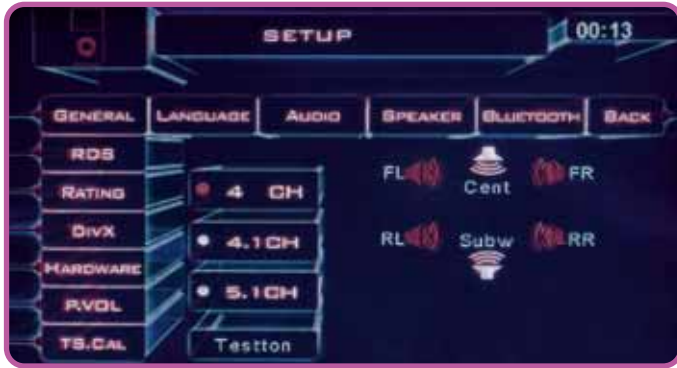 SETUP
00:13
GENERAL LANGUAGE AUDIO SPEAKER BLUETOOTH BACK
RDS
RATING
DIVX
HARDWARE
P.VOL
TS.CAL
4 CH
4.1CH
5.1CH
Testton
FL Cent FR
RL Subw RR